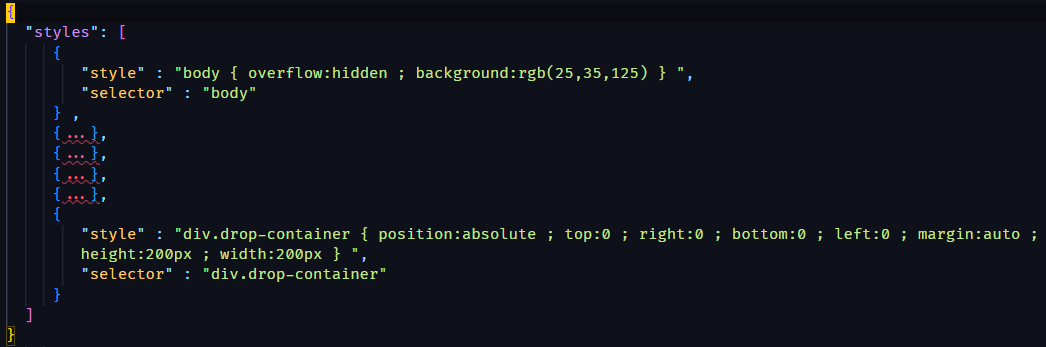 {
"styles": [
{
"style" : "body { overflow:hidden ; background:rgb(25,35,125) } ",
"selector" : "body"
} ,
{ ... },
{ ... },
{ ... },
{ ... },
{
"style" : "div.drop-container { position:absolute ; top:0 ; right:0 ; bottom:0 ; left:0 ; margin:auto ;
height:200px ; width:200px } ",
"selector" : "div.drop-container"
}
]
}